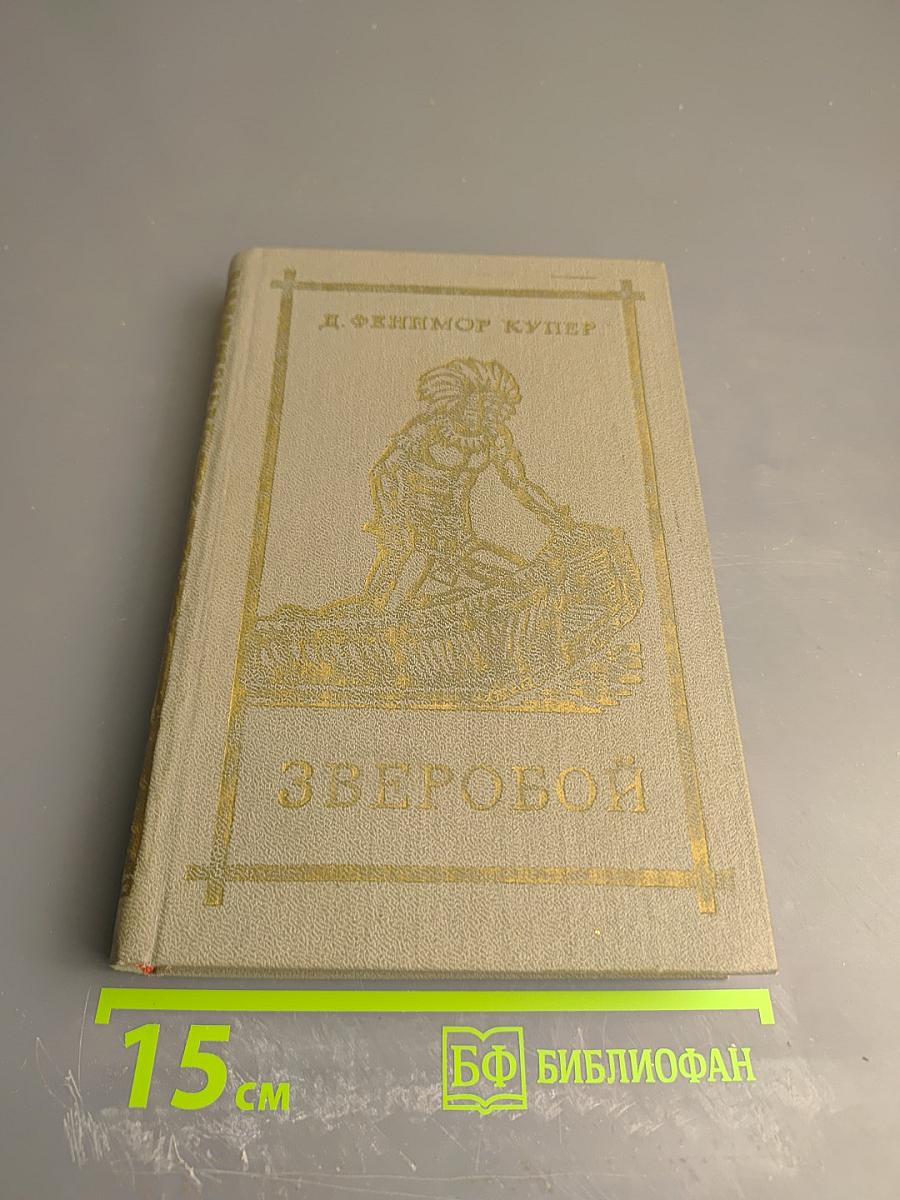 Д. ФЕНИМОР КУПЕР
ЗВЕРОБОЙ
15 см
БФ БИБЛИОФАН